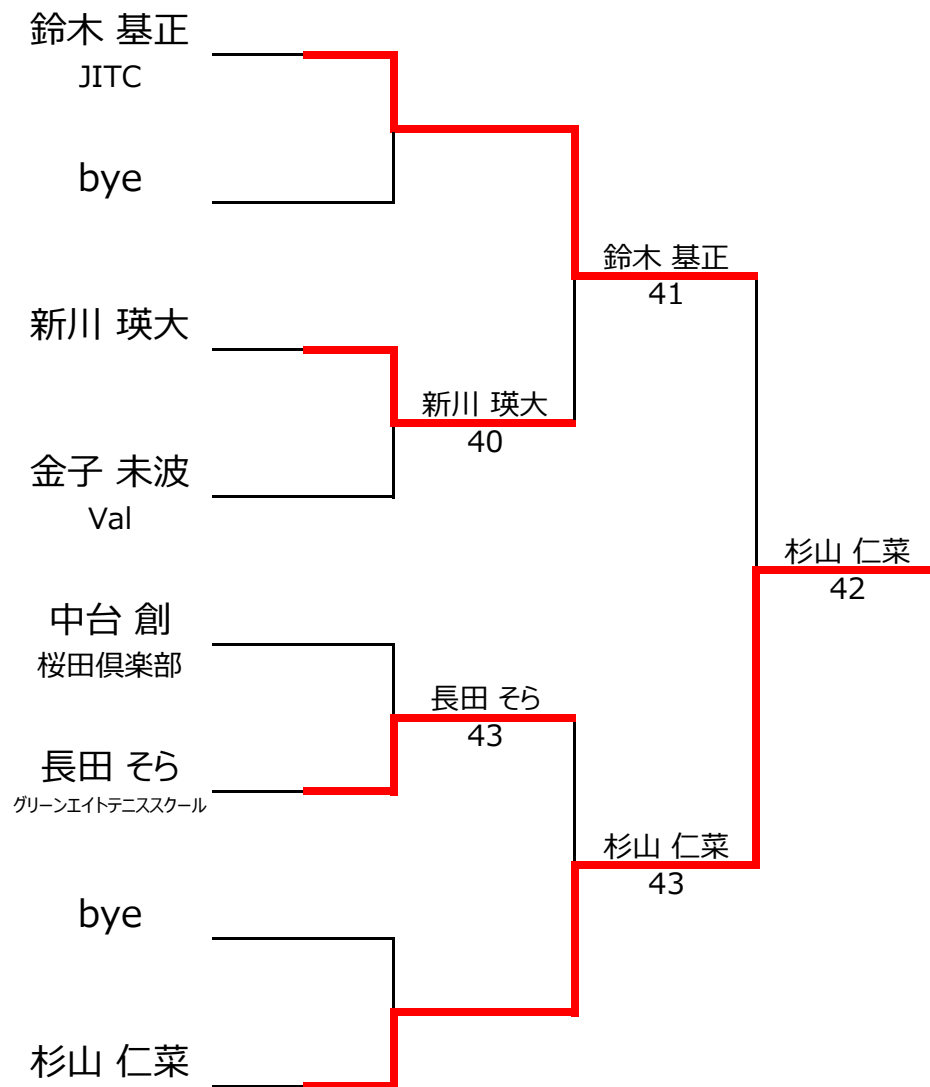 鈴木 基正
JITC
bye
鈴木 基正
41
新川 瑛大
新川 瑛大
40
金子 未波
Val
杉山 仁菜
42
中台 創
桜田倶楽部
長田 そら
43
長田 そら
グリーンエイトテニススクール
杉山 仁菜
43
bye
杉山 仁菜